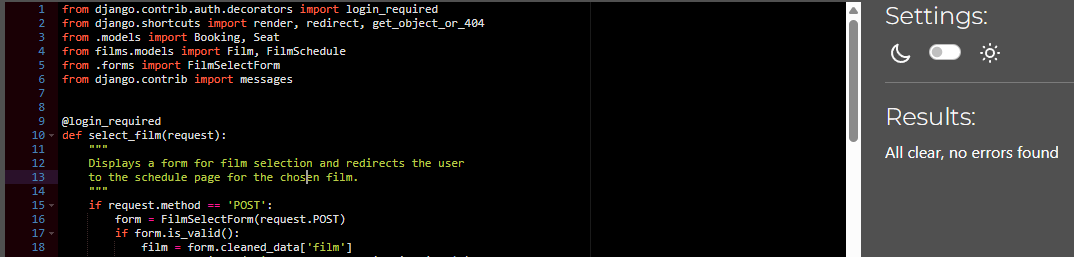 1 from django.contrib.auth.decorators import login_required
2 from django.shortcuts import render, redirect, get_object_or_404
3 from .models import Booking, Seat
4 from films.models import Film, FilmSchedule
5 from .forms import FilmSelectForm
6 from django.contrib import messages
7
8
9 @login_required
10 def select_film(request):
11     """
12     Displays a form for film selection and redirects the user
13     to the schedule page for the chosen film.
14     """
15     if request.method == 'POST':
16         form = FilmSelectForm(request.POST)
17         if form.is_valid():
18             film = form.cleaned_data['film']
Settings:
Results:
All clear, no errors found